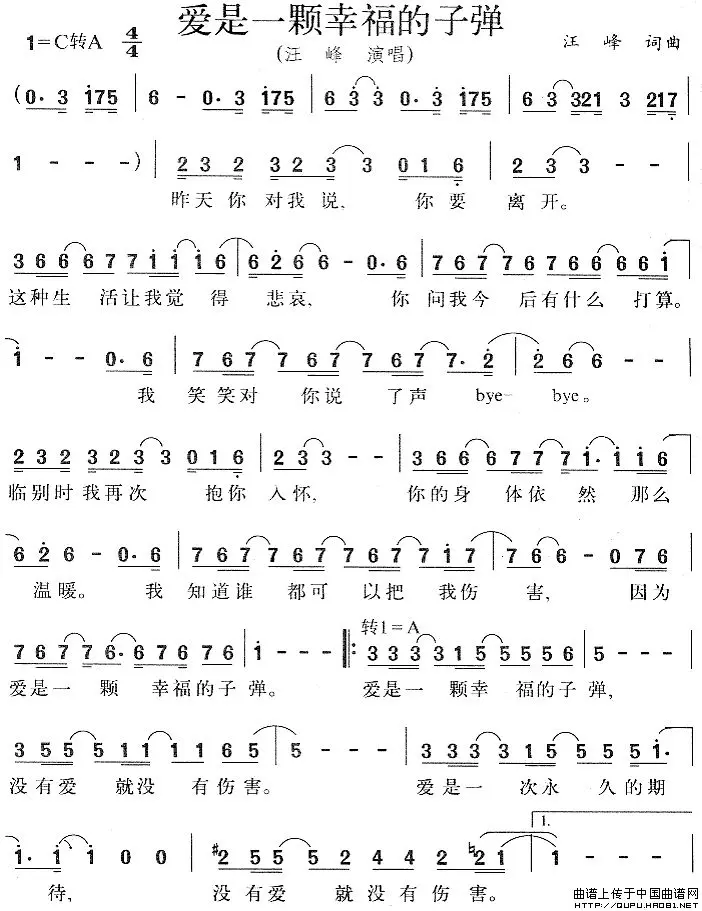 爱是一颗幸福的子弹
1=C转A 4/4
(汪 峰 演唱)
汪 峰 词曲
(0· 3 175 | 6 - 0· 3 175 | 6 3 3 0· 3 175 | 6 3 3 321 3 217 |
1 - - -) | 2 3 2 3 2 3 3 0 1 6 | 2 3 3 - - |
昨天你 对我 说, 你 要 离 开。
3 6 6 6 7 7 1 1 1 6 | 6 2 6 6 - 0· 6 | 7 6 7 7 6 7 6 6 6 6 1
这种生 活让我觉 得 悲哀, 你 问我今 后有什么 打算。
1 - - 0· 6 | 7 6 7 7 6 7 7 6 7 7· 2 | 2 6 6 - - |
我 笑笑对 你说 了声 bye- bye。
2 3 2 3 2 3 3 0 1 6 | 2 3 3 - - | 3 6 6 6 7 7 7 1· 1 1 6
临别时我再次 抱你 入怀, 你的身 体依 然 那么
6 2 6 - 0· 6 | 7 6 7 7 6 7 7 6 7 7 1 7 | 7 6 6 - 0 7 6
温暖。 我 知道谁 都可 以把 我伤 害, 因为
7 6 7 7 6· 6 7 6 7 6 | 1 - - - |: 转1=A 3 3 3 3 1 5 5 5 5 6 | 5 - - - |
爱是一 颗 幸福的子 弹。 爱是一 颗幸 福的子 弹,
3 5 5 5 1 1 1 1 6 5 | 5 - - - | 3 3 3 3 1 5 5 5 5 1·
没有爱 就没 有伤害。 爱是一 次永 久的期
1· 1 1 0 0 | #2 5 5 5 2 4 4 2 ♮2 1 | 1. 1 - - -
待, 没有爱 就没有伤 害。
曲谱上传于中国曲谱网
HTTP://QUPU.HAO81.NET